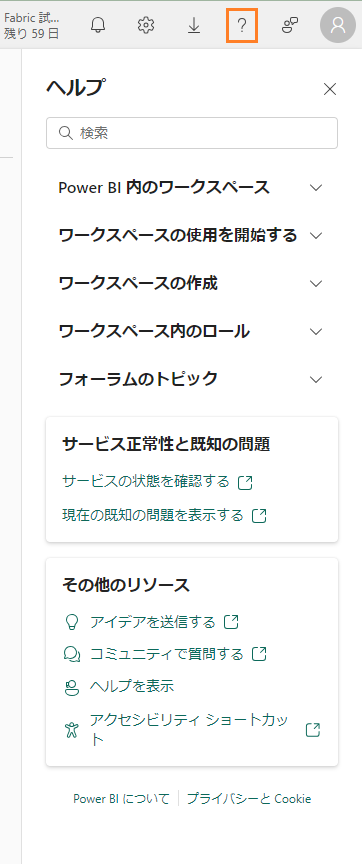 Fabric 試...
残り 59 日
?
ヘルプ
検索
Power BI 内のワークスペース
ワークスペースの使用を開始する
ワークスペースの作成
ワークスペース内のロール
フォーラムのトピック
サービス正常性と既知の問題
サービスの状態を確認する
現在の既知の問題を表示する
その他のリソース
アイデアを送信する
コミュニティで質問する
ヘルプを表示
アクセシビリティ ショートカッ
ト
Power BI について
プライバシーと Cookie